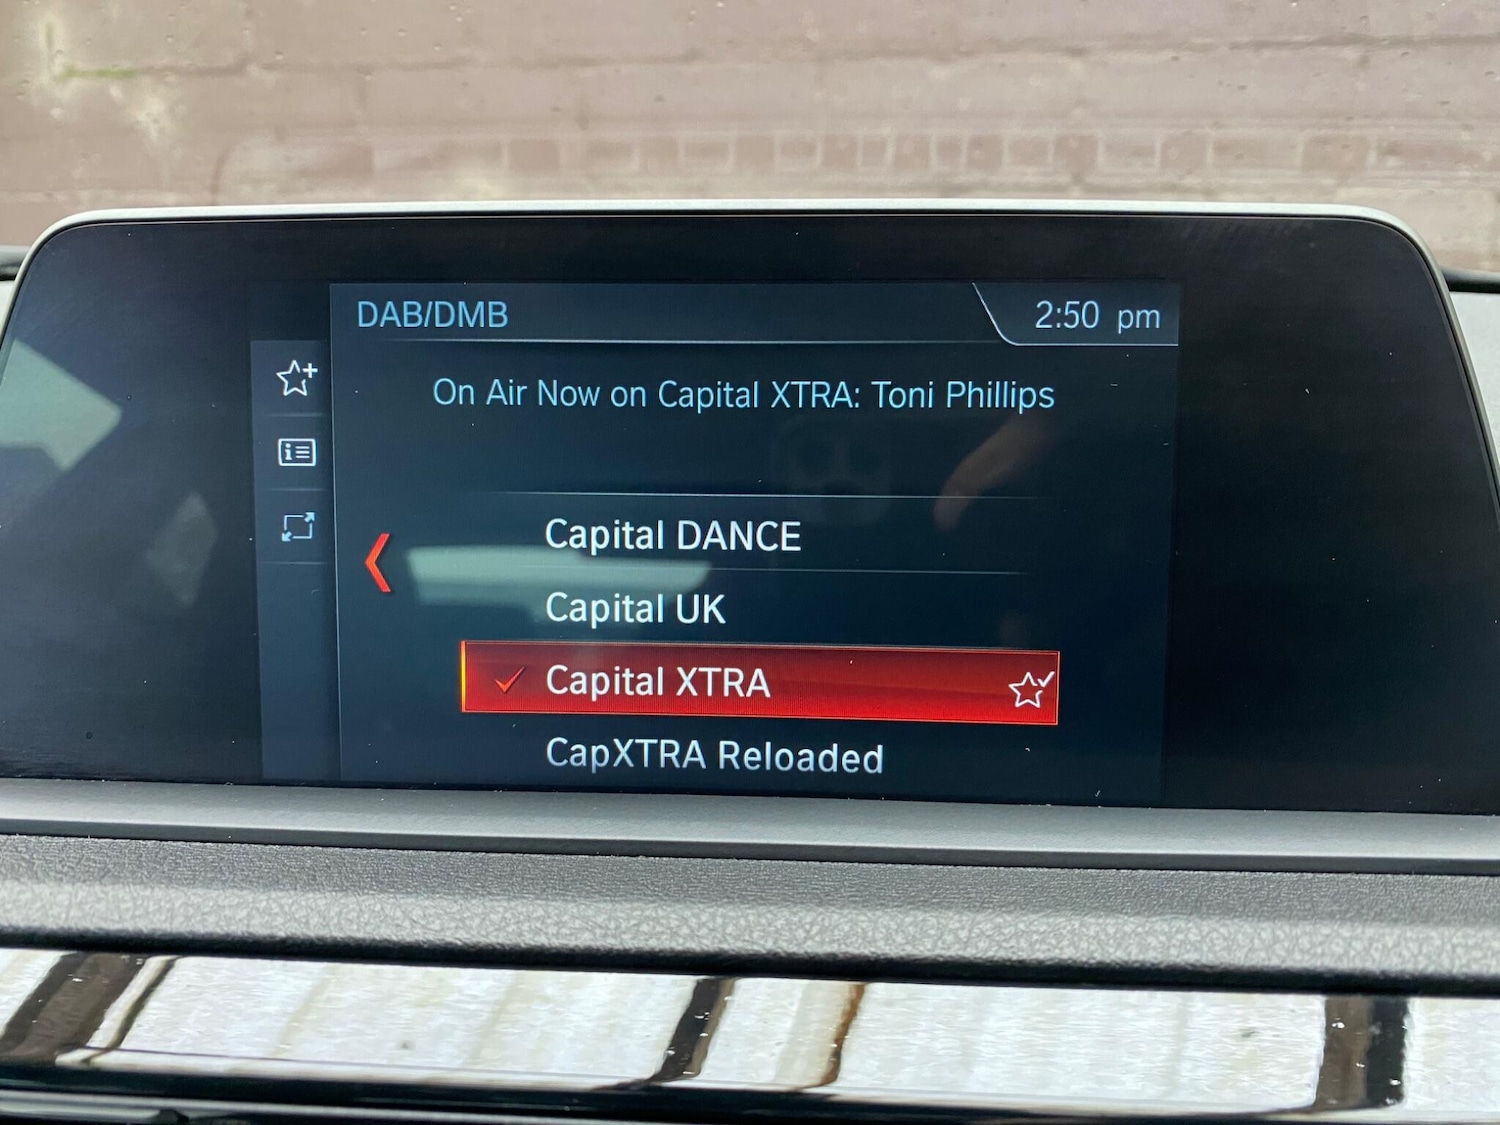 DAB/DMB
2:50 pm
On Air Now on Capital XTRA: Toni Phillips
Capital DANCE
Capital UK
Capital XTRA
CapXTRA Reloaded